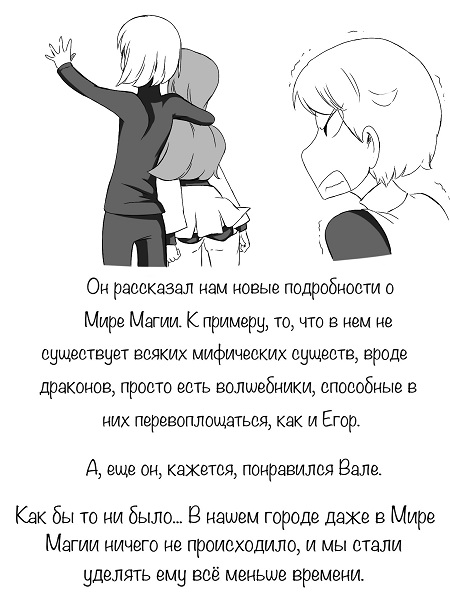 Он рассказал нам новые подробности о
Мире Магии. К примеру, то, что в нем не
существует всяких мифических существ, вроде
драконов, просто есть волшебники, способные в
них перевоплощаться, как и Егор.
А, еще он, кажется, понравился Вале.
Как бы то ни было... В нашем городе даже в Мире
Магии ничего не происходило, и мы стали
уделять ему всё меньше времени.